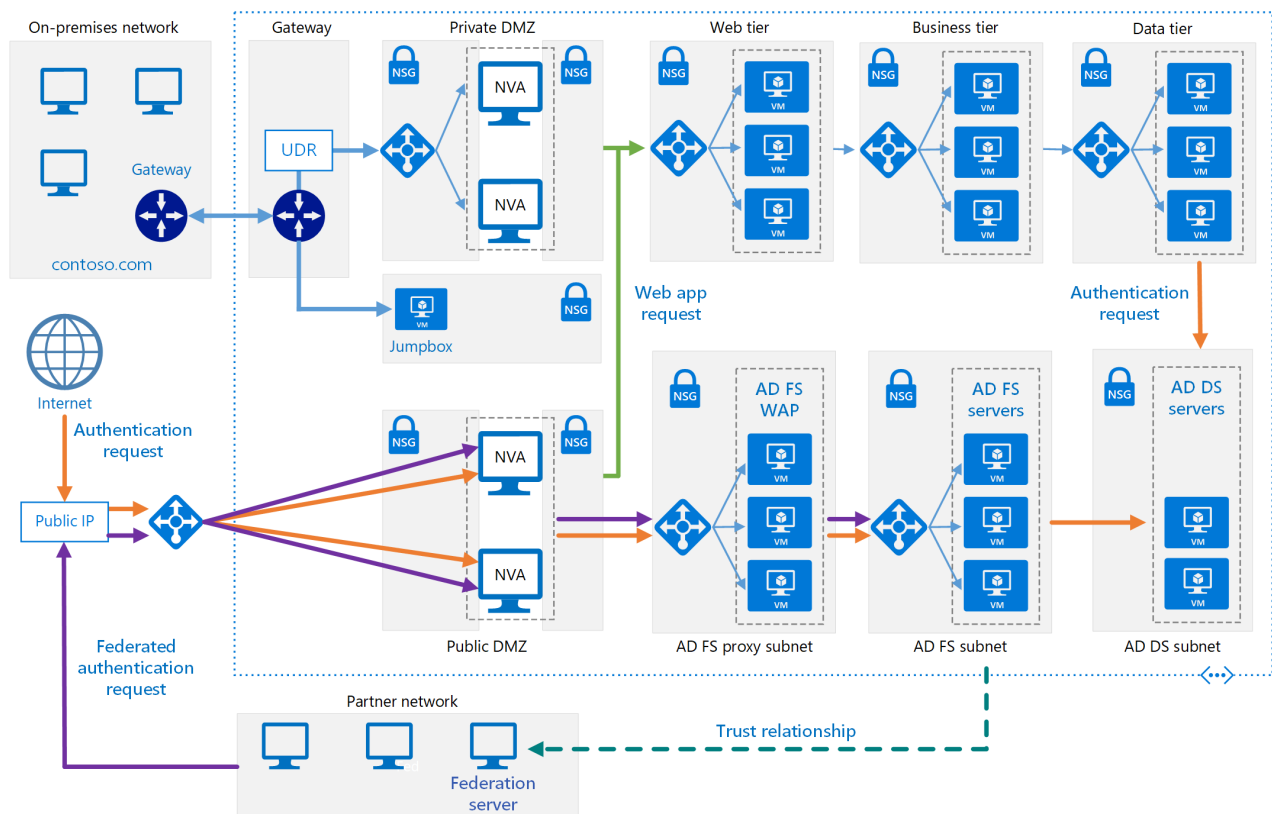 On-premises network
Gateway
Private DMZ
Web tier
Business tier
Data tier
NSG
NVA
NSG
NSG
VM
NSG
VM
NSG
VM
UDR
VM
VM
VM
Gateway
NVA
VM
VM
VM
contoso.com
NSG
VM
Jumpbox
Web app
request
Authentication
request
Internet
Authentication
request
NSG
NVA
NSG
NSG
AD FS
WAP
NSG
AD FS
servers
NSG
AD DS
servers
VM
VM
Public IP
VM
VM
VM
NVA
VM
VM
VM
Public DMZ
AD FS proxy subnet
AD FS subnet
AD DS subnet
Federated
authentication
request
Partner network
Trust relationship
Federation
server